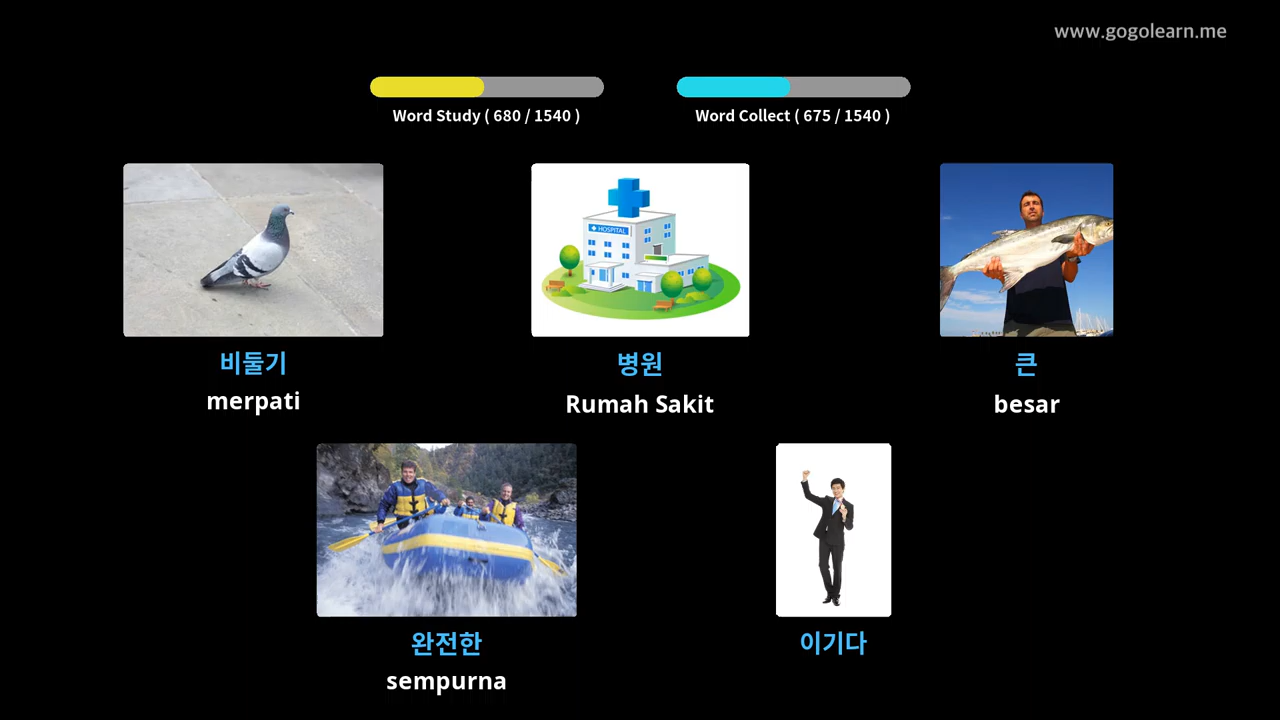 www.gogolearn.me
Word Study ( 680 / 1540 )
Word Collect ( 675 / 1540 )
HOSPITAL
비둘기
merpati
병원
Rumah Sakit
큰
besar
완전한
sempurna
이기다